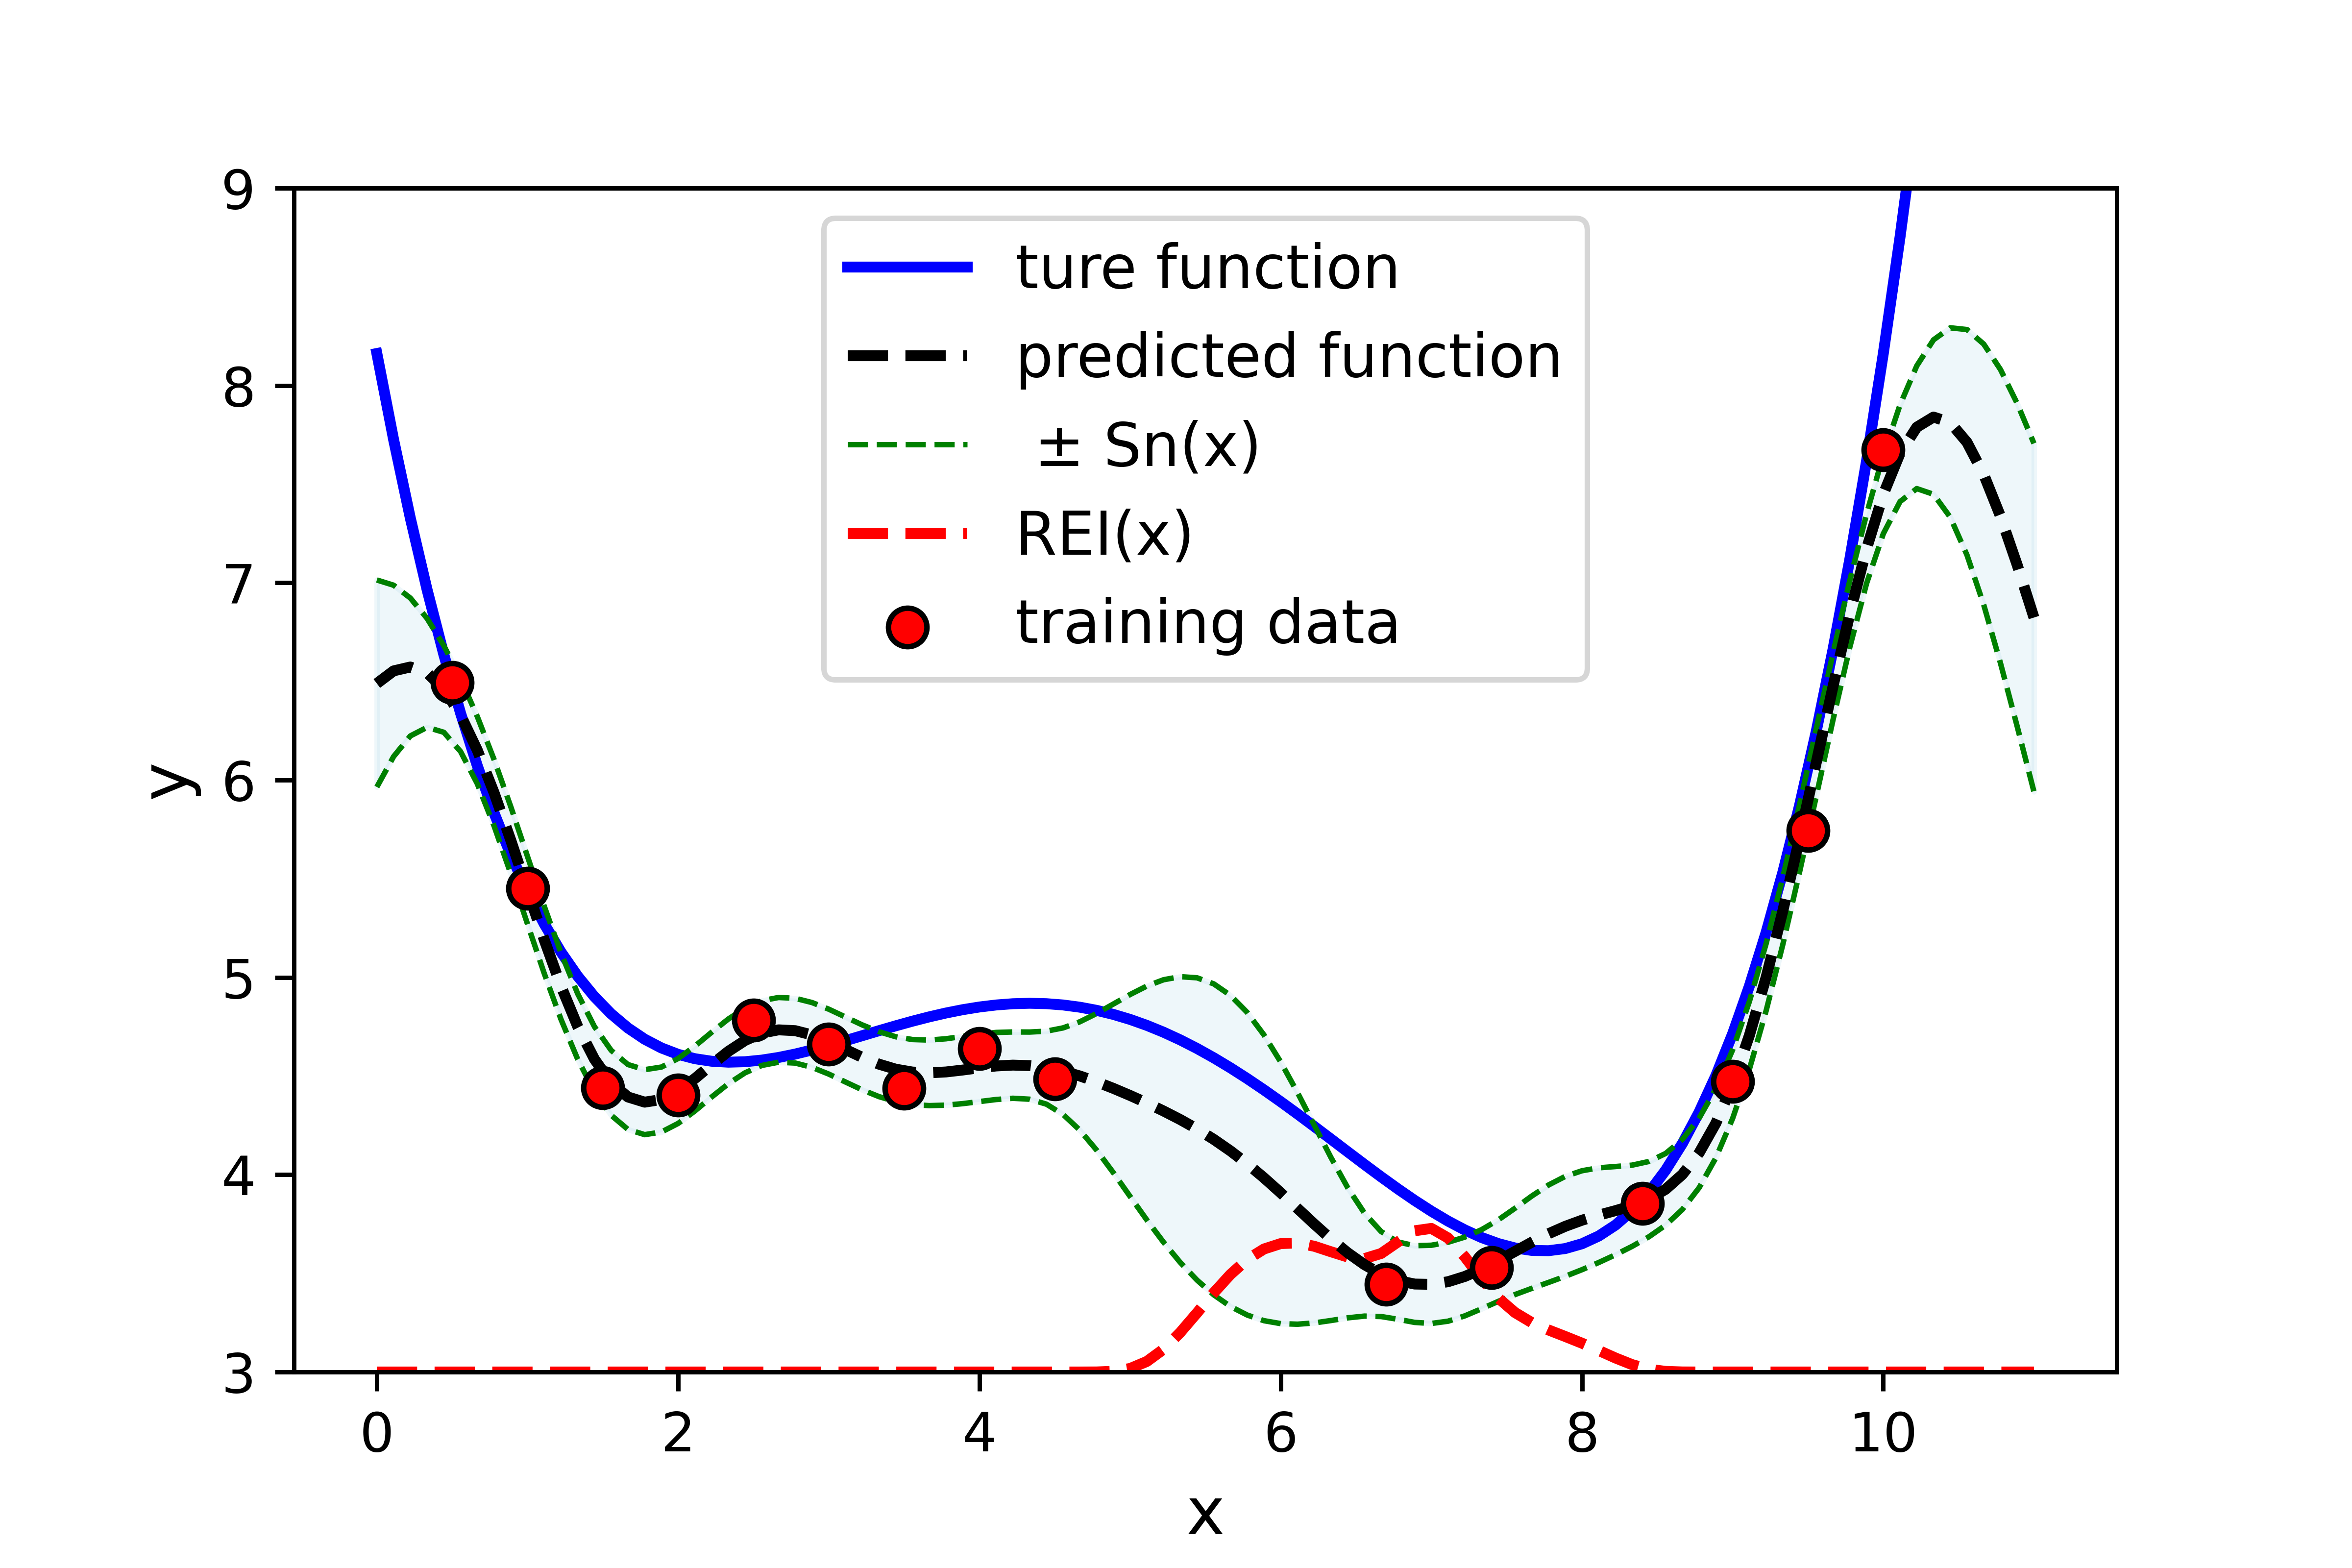 9
8
7
6
5
4
3
y
ture function
predicted function
± Sn(x)
REI(x)
training data
0 2 4 6 8 10
x